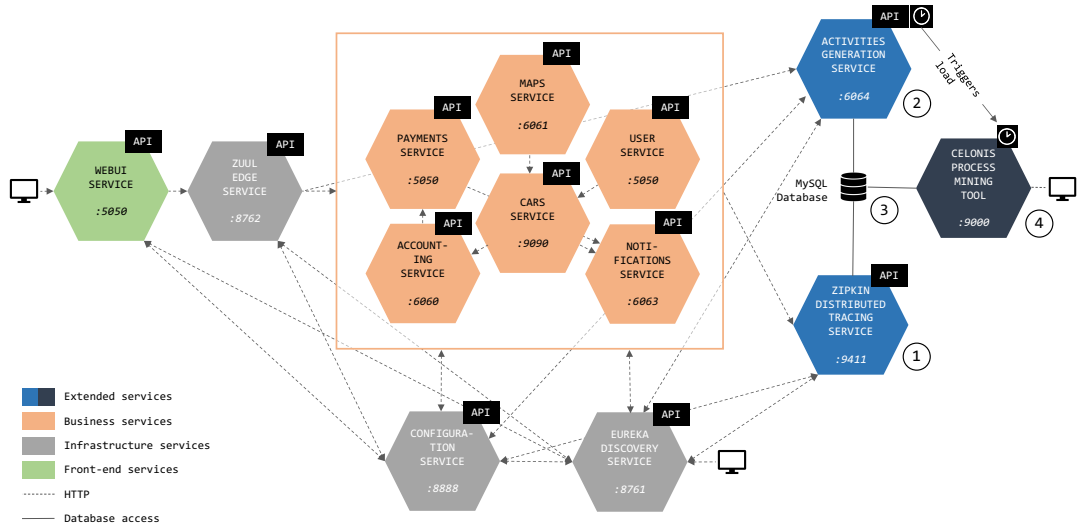 API
WEBUI
SERVICE
:5050
API
ZUUL
EDGE
SERVICE
:8762
API
MAPS
SERVICE
:6061
API
PAYMENTS
SERVICE
:5050
API
USER
SERVICE
:5050
API
CARS
SERVICE
:9090
API
ACCOUNT-
ING
SERVICE
:6060
API
NOTI-
FICATIONS
SERVICE
:6063
API
ACTIVITIES
GENERATION
SERVICE
:6064
2
Triggers
load
MySQL
Database
3
CELONIS
PROCESS
MINING
TOOL
:9000
4
API
ZIPKIN
DISTRIBUTED
TRACING
SERVICE
:9411
1
API
CONFIGURA-
TION
SERVICE
:8888
API
EUREKA
DISCOVERY
SERVICE
:8761
Extended services
Business services
Infrastructure services
Front-end services
HTTP
Database access